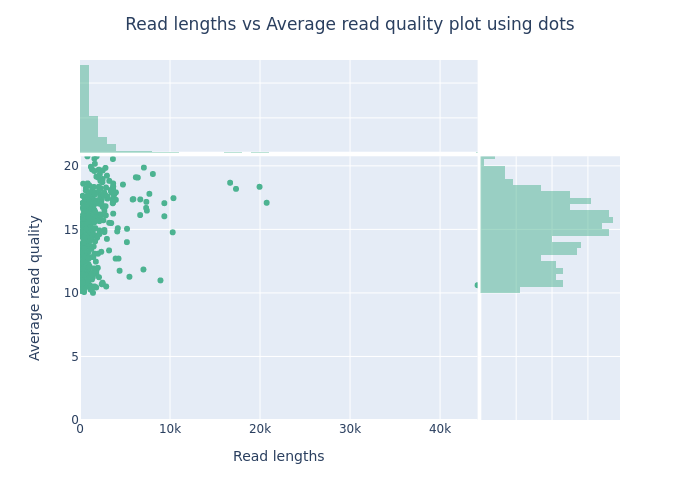 Read lengths vs Average read quality plot using dots
20
15
10
5
0
Average read quality
0 10k 20k 30k 40k
Read lengths